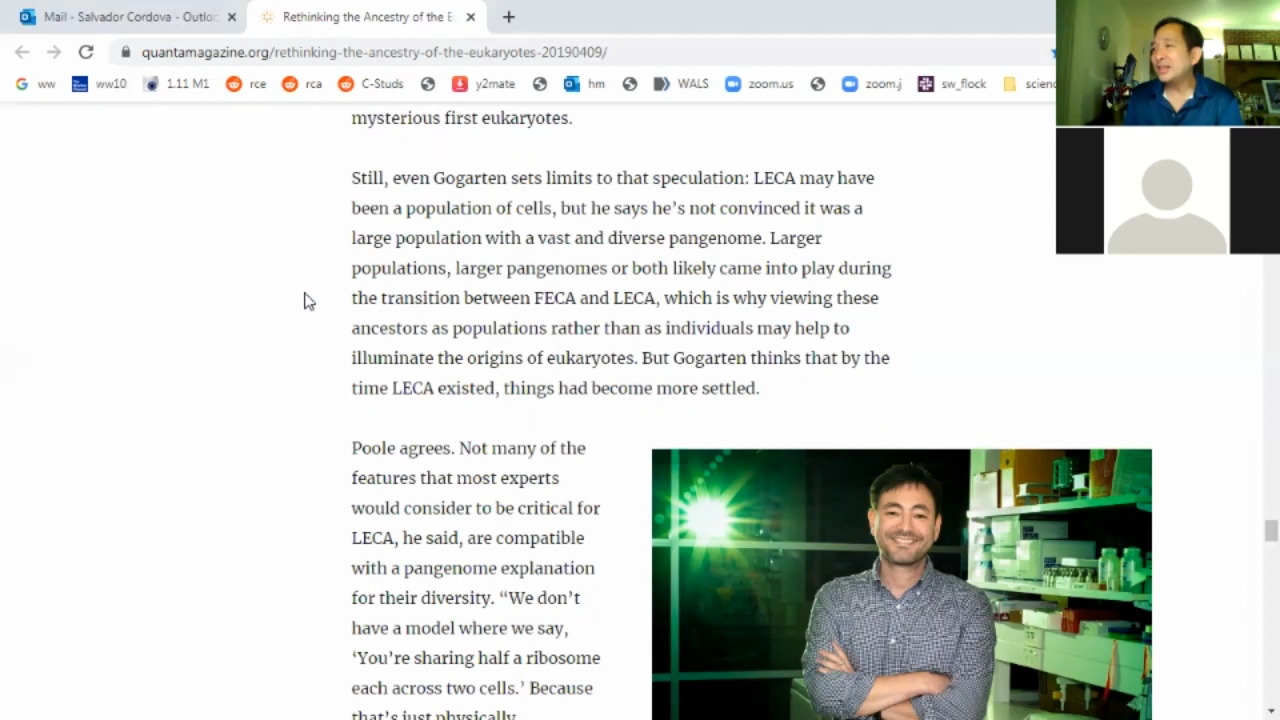 Mail - Salvador Cordova - Outlo
Rethinking the Ancestry of the E
quantamagazine.org/rethinking-the-ancestry-of-the-eukaryotes-20190409/
ww
ww10
1.11 M1
rce
rca
C-Studs
y2mate
hm
WALS
zoom.us
zoom.j
sw_flock
scienc
mysterious first eukaryotes.
Still, even Gogarten sets limits to that speculation: LECA may have
been a population of cells, but he says he's not convinced it was a
large population with a vast and diverse pangenome. Larger
populations, larger pangenomes or both likely came into play during
the transition between FECA and LECA, which is why viewing these
ancestors as populations rather than as individuals may help to
illuminate the origins of eukaryotes. But Gogarten thinks that by the
time LECA existed, things had become more settled.
Poole agrees. Not many of the
features that most experts
would consider to be critical for
LECA, he said, are compatible
with a pangenome explanation
for their diversity. “We don’t
have a model where we say,
‘You’re sharing half a ribosome
each across two cells.’ Because
that’s just physically